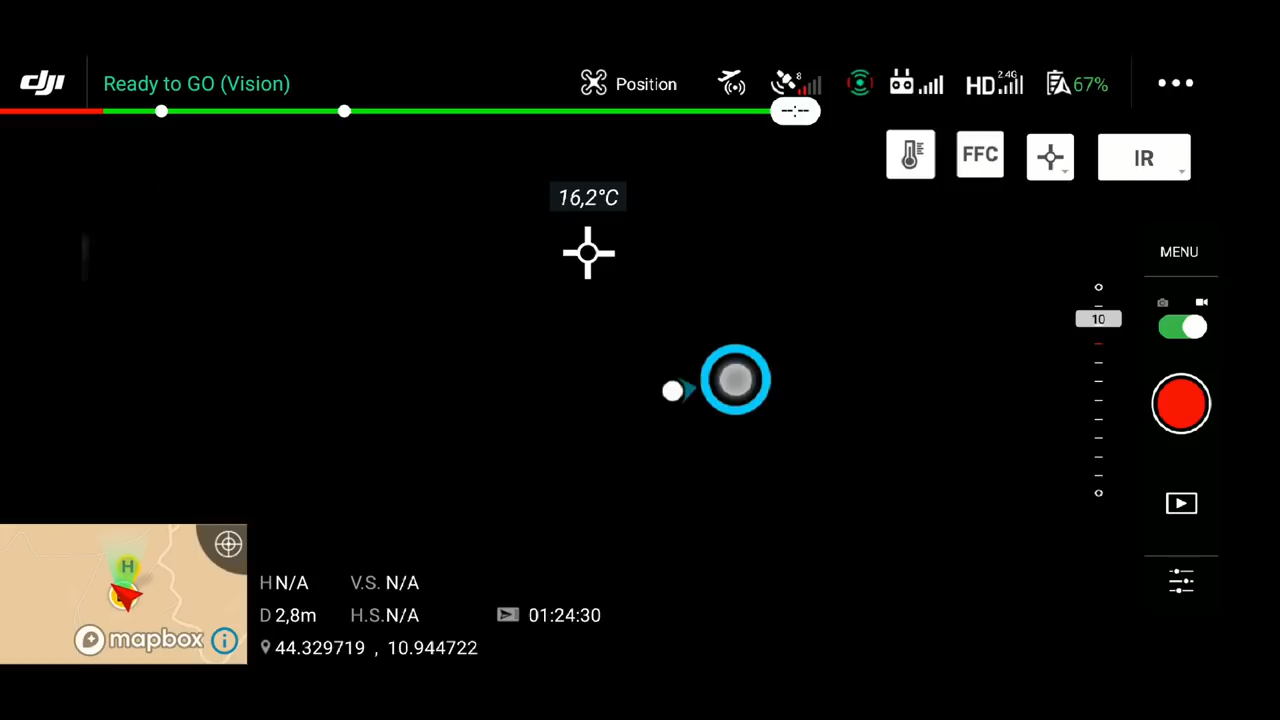 dji
Ready to GO (Vision)
Position
8
HD 2.4G
67%
FFC
IR
16,2°C
MENU
10
H
mapbox
i
H N/A V.S. N/A
D 2,8m H.S. N/A 01:24:30
44.329719 , 10.944722